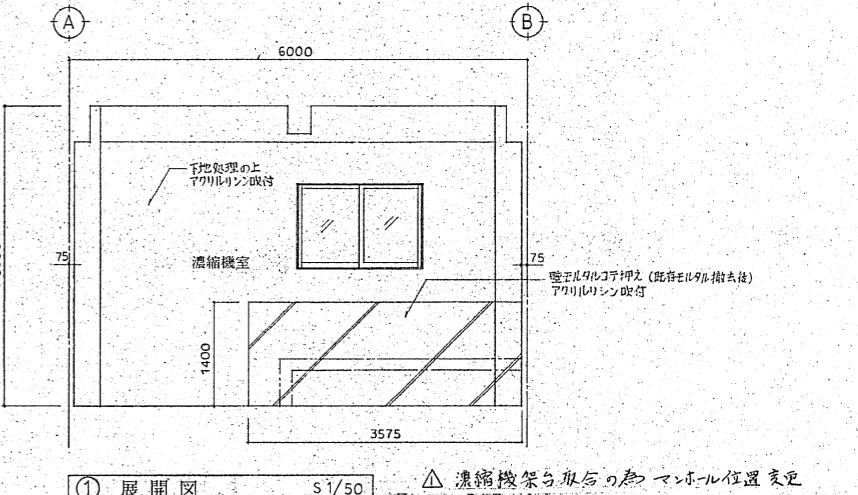 A
B
6000
下地処理の上
アクリルリシン吹付
75
濃縮機室
75
壁モルタルコテ押え (既存モルタル撤去後)
アクリルリシン吹付
1400
3575
① 展開図 S 1/50
△1 濃縮機架台取合の為 マンホール位置変更